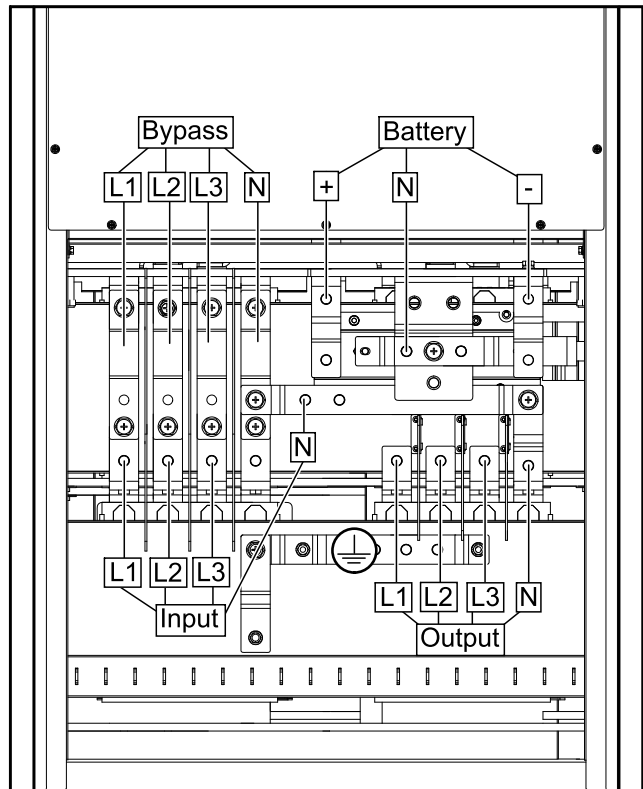 Bypass Battery
L1 L2 L3 N + N -
N
L1 L2 L3
Input
L1 L2 L3 N
Output